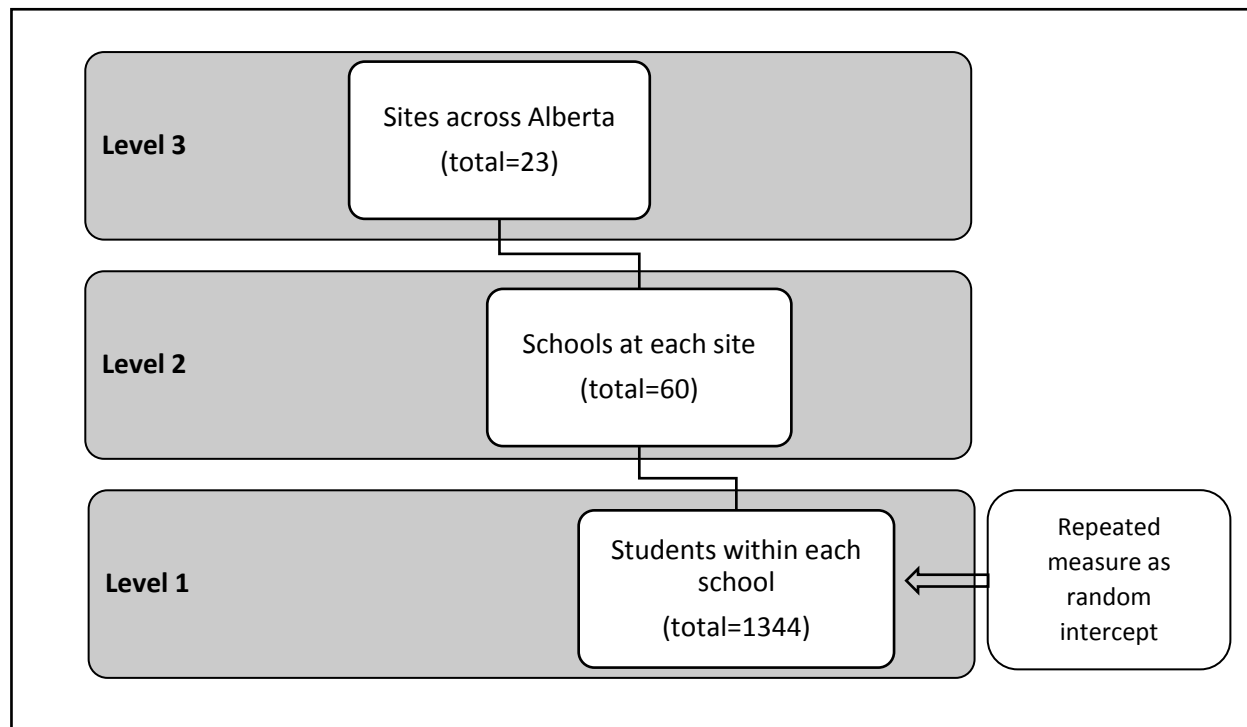 Level 3
Sites across Alberta
(total=23)
Level 2
Schools at each site
(total=60)
Level 1
Students within each
school
(total=1344)
Repeated
measure as
random
intercept